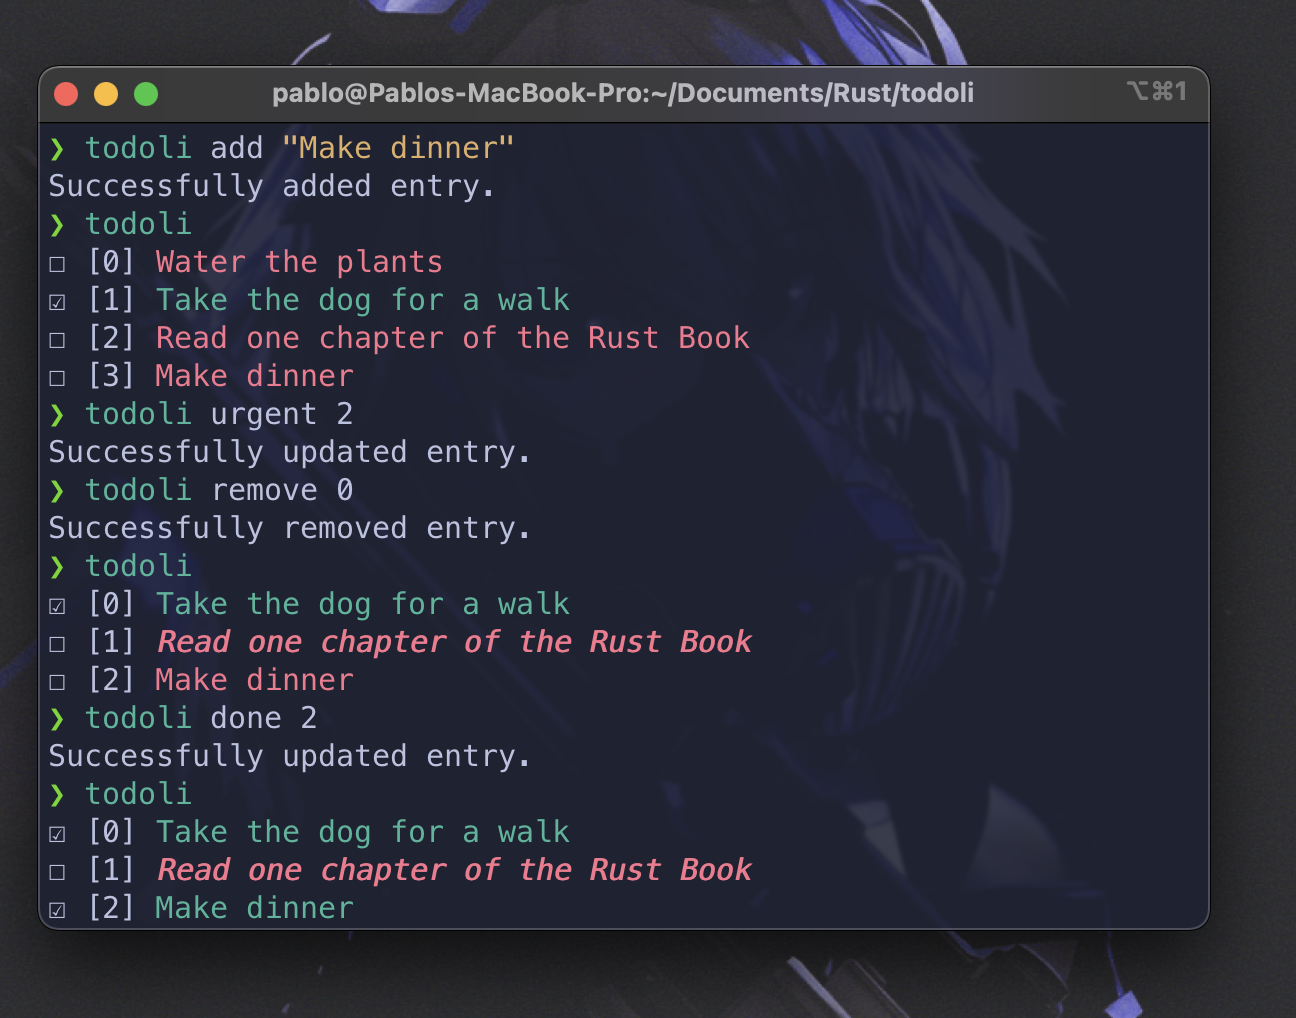 pablo@Pablos-MacBook-Pro:~/Documents/Rust/todoli ⌥⌘1
❯ todoli add "Make dinner"
Successfully added entry.
❯ todoli
☐ [0] Water the plants
☑ [1] Take the dog for a walk
☐ [2] Read one chapter of the Rust Book
☐ [3] Make dinner
❯ todoli urgent 2
Successfully updated entry.
❯ todoli remove 0
Successfully removed entry.
❯ todoli
☑ [0] Take the dog for a walk
☐ [1] Read one chapter of the Rust Book
☐ [2] Make dinner
❯ todoli done 2
Successfully updated entry.
❯ todoli
☑ [0] Take the dog for a walk
☐ [1] Read one chapter of the Rust Book
☑ [2] Make dinner